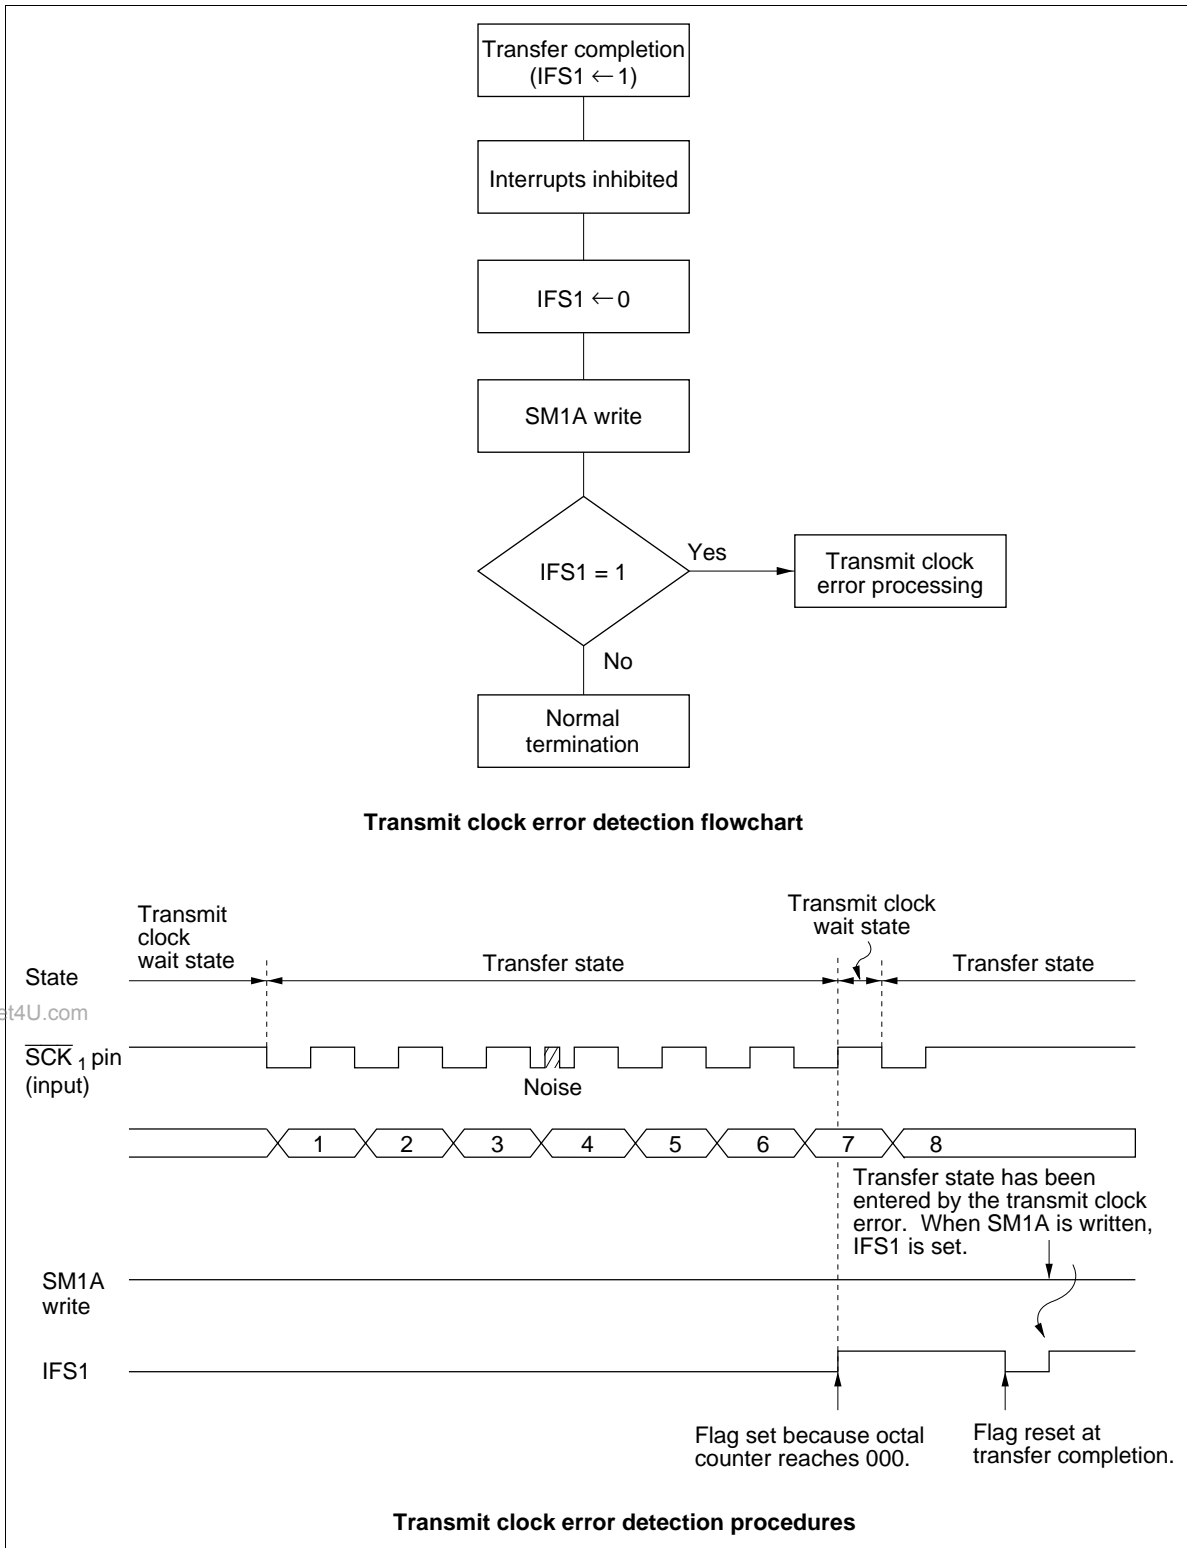 Transfer completion
(IFS1 ← 1)
Interrupts inhibited
IFS1 ← 0
SM1A write
IFS1 = 1
Yes
Transmit clock
error processing
No
Normal
termination
Transmit clock error detection flowchart
Transmit
clock
wait state
Transmit clock
wait state
State
Transfer state
Transfer state
et4U.com
SCK 1 pin
(input)
Noise
1 2 3 4 5 6 7 8
Transfer state has been
entered by the transmit clock
error. When SM1A is written,
IFS1 is set.
SM1A
write
IFS1
Flag set because octal
counter reaches 000.
Flag reset at
transfer completion.
Transmit clock error detection procedures